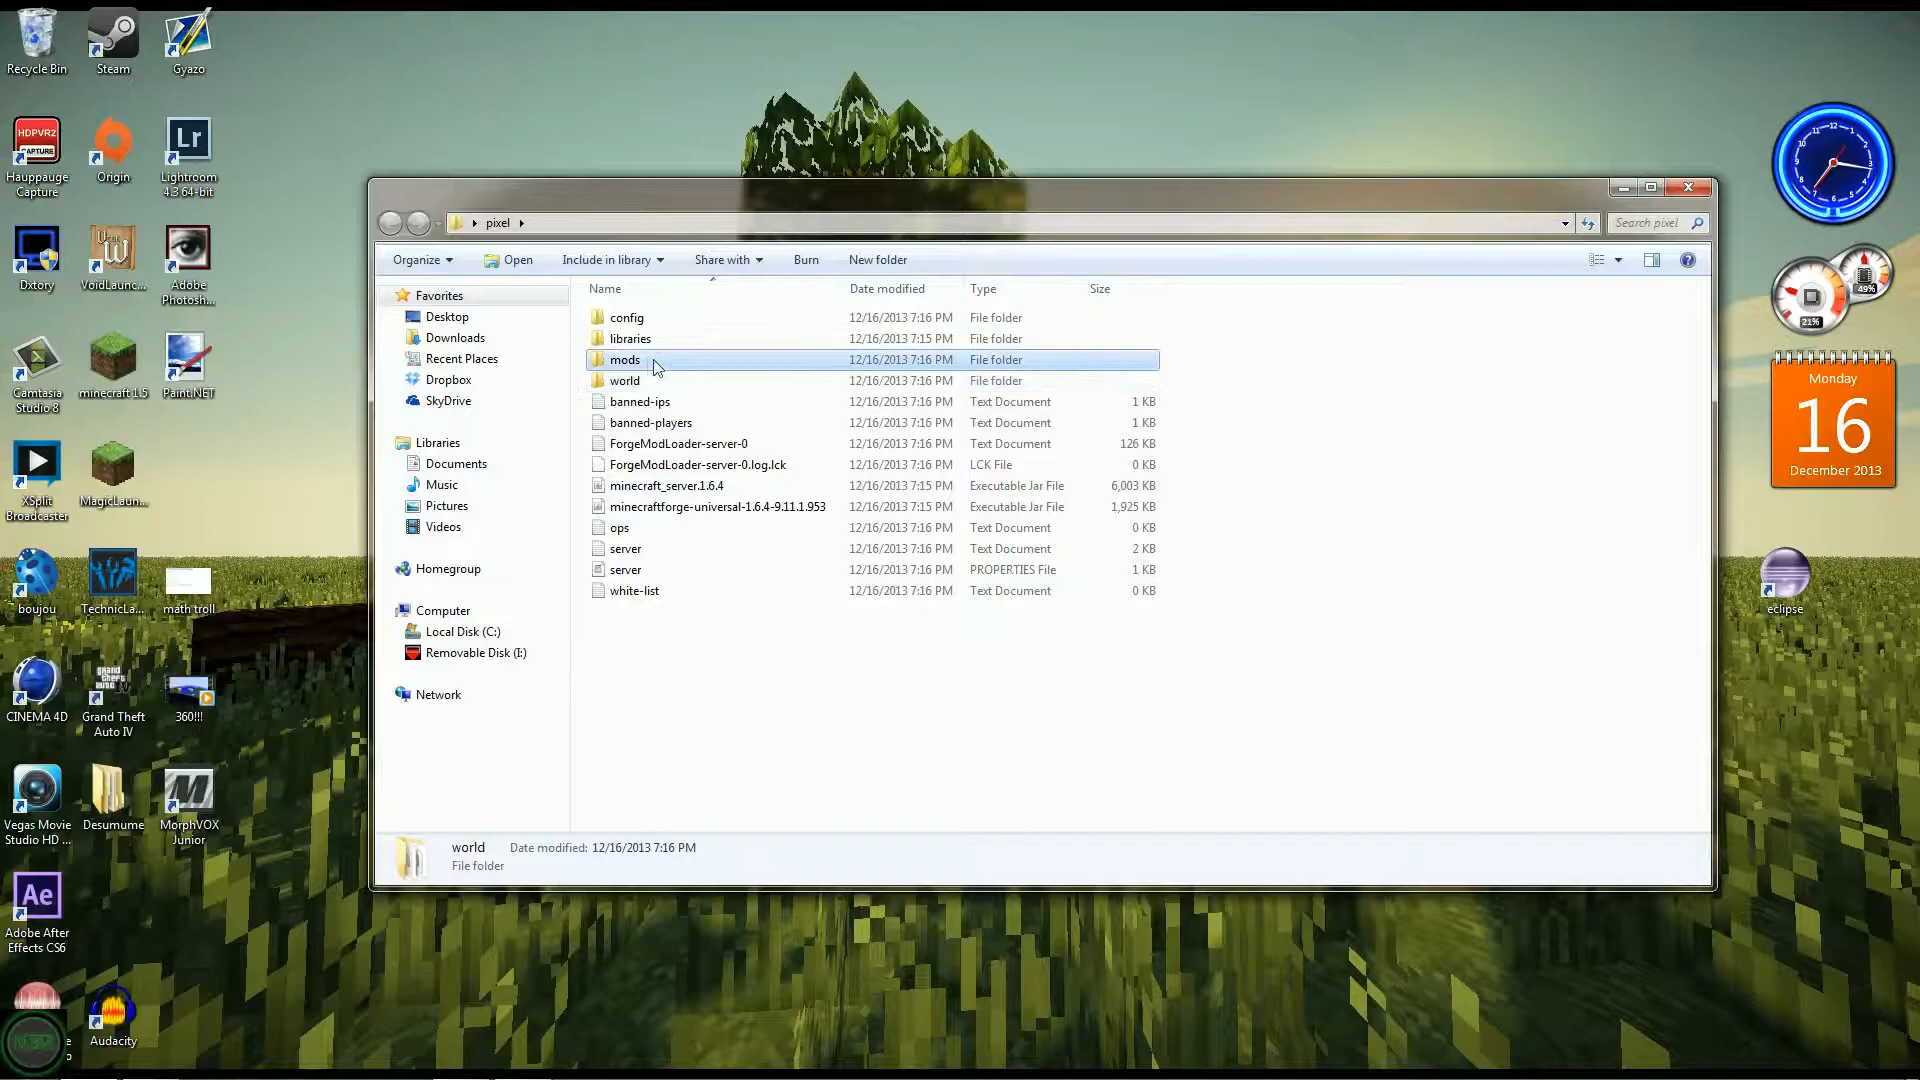 Recycle Bin
Steam
Gyazo
HDPVR2
CAPTURE
Hauppauge
Capture
Origin
Lr
Lightroom
4.3 64-bit
Dxtory
VoidLaunc...
Adobe
Photosh...
Camtasia
Studio 8
minecraft 1.5
Paint.NET
XSplit
Broadcaster
MagicLaun...
boujou
TechnicLa...
math troll
CINEMA 4D
grand
theft
auto IV
Grand Theft
Auto IV
360!!!
Vegas Movie
Studio HD ...
Desumume
MorphVOX
Junior
Ae
Adobe After
Effects CS6
Audacity
pixel
Search pixel
Organize
Open
Include in library
Share with
Burn
New folder
Favorites
Desktop
Downloads
Recent Places
Dropbox
SkyDrive
Libraries
Documents
Music
Pictures
Videos
Homegroup
Computer
Local Disk (C:)
Removable Disk (I:)
Network
Name Date modified Type Size
config 12/16/2013 7:16 PM File folder
libraries 12/16/2013 7:15 PM File folder
mods 12/16/2013 7:16 PM File folder
world 12/16/2013 7:16 PM File folder
banned-ips 12/16/2013 7:16 PM Text Document 1 KB
banned-players 12/16/2013 7:16 PM Text Document 1 KB
ForgeModLoader-server-0 12/16/2013 7:16 PM Text Document 126 KB
ForgeModLoader-server-0.log.lck 12/16/2013 7:16 PM LCK File 0 KB
minecraft_server.1.6.4 12/16/2013 7:15 PM Executable Jar File 6,003 KB
minecraftforge-universal-1.6.4-9.11.1.953 12/16/2013 7:15 PM Executable Jar File 1,925 KB
ops 12/16/2013 7:16 PM Text Document 0 KB
server 12/16/2013 7:16 PM Text Document 2 KB
server 12/16/2013 7:16 PM PROPERTIES File 1 KB
white-list 12/16/2013 7:16 PM Text Document 0 KB
world Date modified: 12/16/2013 7:16 PM
File folder
49%
21%
Monday
16
December 2013
eclipse